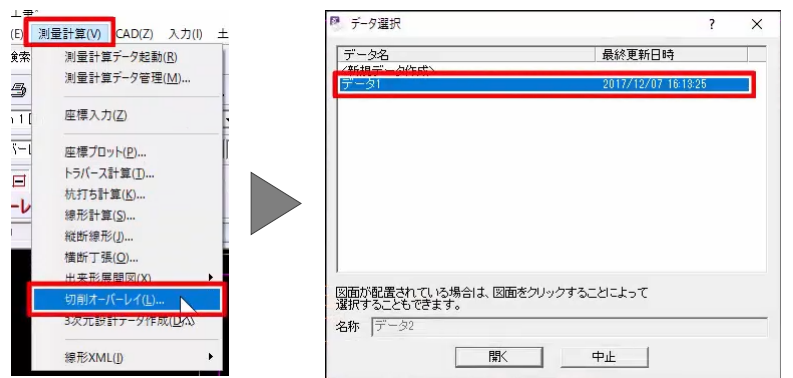 測量計算(V) CAD(Z) 入力(I) 土
測量計算データ起動(R)
測量計算データ管理(M)...
座標入力(Z)
座標プロット(P)...
トラバース計算(T)...
杭打ち計算(K)...
線形計算(S)...
縦断線形(J)...
横断丁張(O)...
出来形展開図(X)
切削オーバーレイ(L)...
3次元設計データ作成(D)...
線形XML(J)
データ選択
? ×
データ名 最終更新日時
<新規データ作成>
データ1 2017/12/07 16:13:25
図面が配置されている場合は、図面をクリックすることによって
選択することもできます。
名称 データ2
開く 中止